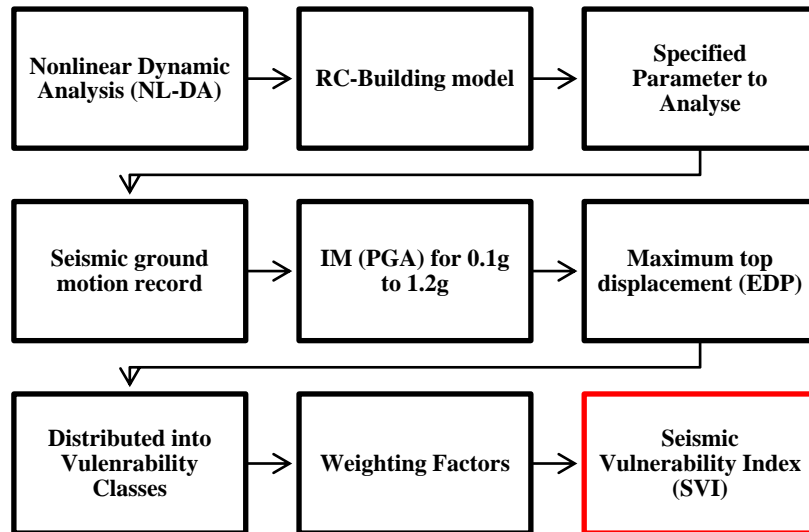 Nonlinear Dynamic
Analysis (NL-DA)
RC-Building model
Specified
Parameter to
Analyse
Seismic ground
motion record
IM (PGA) for 0.1g
to 1.2g
Maximum top
displacement (EDP)
Distributed into
Vulenrability
Classes
Weighting Factors
Seismic
Vulnerability Index
(SVI)